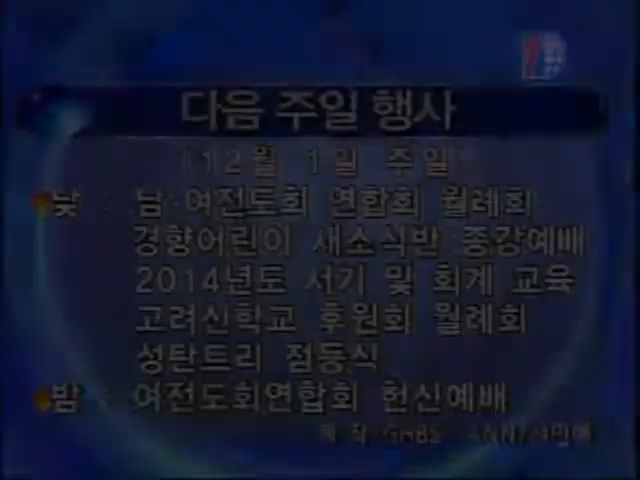 다음 주일 행사
(12월 1일 주일)
낮 : 남·여전도회 연합회 월례회
경향어린이 새소식반 종강예배
2014년도 서기 및 회계 교육
고려신학교 후원회 월례회
성탄트리 점등식
밤 : 여전도회연합회 헌신예배
제작/GHBS